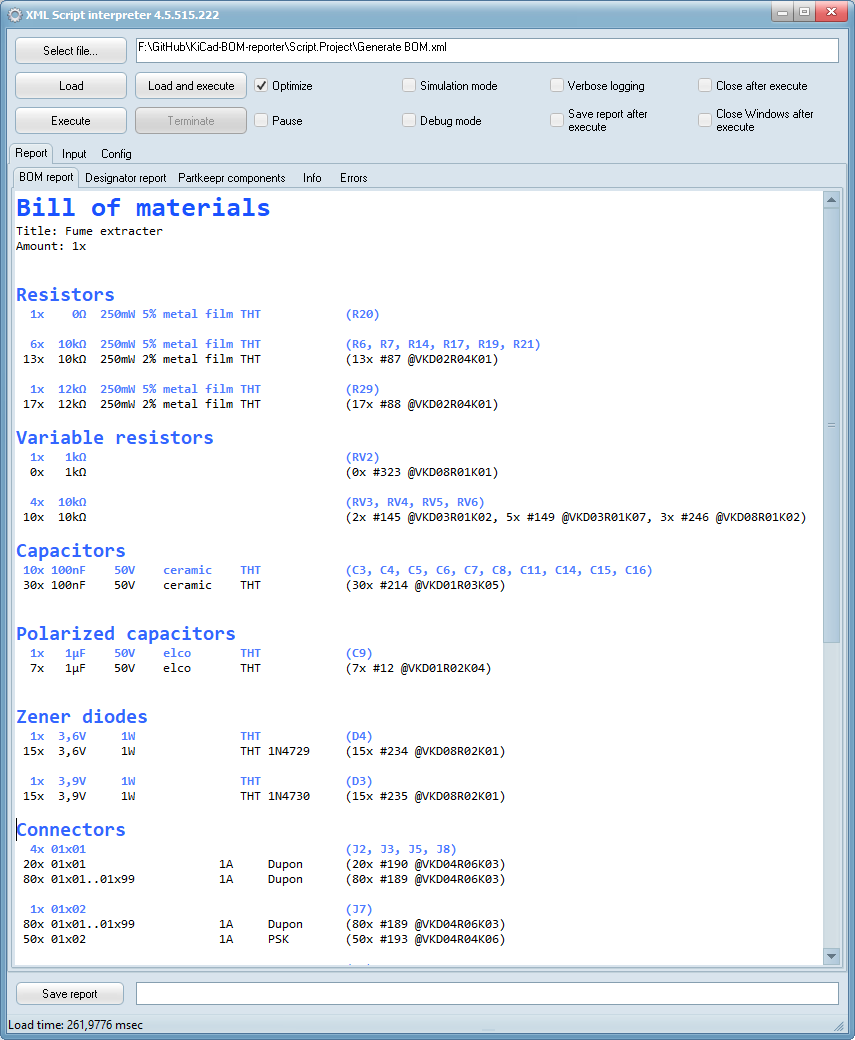 XML Script interpreter 4.5.515.222
Select file...
F:\GitHub\KiCad-BOM-reporter\Script.Project\Generate BOM.xml
Load
Load and execute
Optimize
Simulation mode
Verbose logging
Close after execute
Execute
Terminate
Pause
Debug mode
Save report after
execute
Close Windows after
execute
Report Input Config
BOM report Designator report Partkeepr components Info Errors
Bill of materials
Title: Fume extracter
Amount: 1x
Resistors
1x 0Ω 250mW 5% metal film THT (R20)
6x 10kΩ 250mW 5% metal film THT (R6, R7, R14, R17, R19, R21)
13x 10kΩ 250mW 2% metal film THT (13x #87 @VKD02R04K01)
1x 12kΩ 250mW 5% metal film THT (R29)
17x 12kΩ 250mW 2% metal film THT (17x #88 @VKD02R04K01)
Variable resistors
1x 1kΩ (RV2)
0x 1kΩ (0x #323 @VKD08R01K01)
4x 10kΩ (RV3, RV4, RV5, RV6)
10x 10kΩ (2x #145 @VKD03R01K02, 5x #149 @VKD03R01K07, 3x #246 @VKD08R01K02)
Capacitors
10x 100nF 50V ceramic THT (C3, C4, C5, C6, C7, C8, C11, C14, C15, C16)
30x 100nF 50V ceramic THT (30x #214 @VKD01R03K05)
Polarized capacitors
1x 1µF 50V elco THT (C9)
7x 1µF 50V elco THT (7x #12 @VKD01R02K04)
Zener diodes
1x 3,6V 1W THT (D4)
15x 3,6V 1W THT 1N4729 (15x #234 @VKD08R02K01)
1x 3,9V 1W THT (D3)
15x 3,9V 1W THT 1N4730 (15x #235 @VKD08R02K01)
Connectors
4x 01x01 (J2, J3, J5, J8)
20x 01x01 1A Dupon (20x #190 @VKD04R06K03)
80x 01x01..01x99 1A Dupon (80x #189 @VKD04R06K03)
1x 01x02 (J7)
80x 01x01..01x99 1A Dupon (80x #189 @VKD04R06K03)
50x 01x02 1A PSK (50x #193 @VKD04R04K06)
Save report
Load time: 261,9776 msec